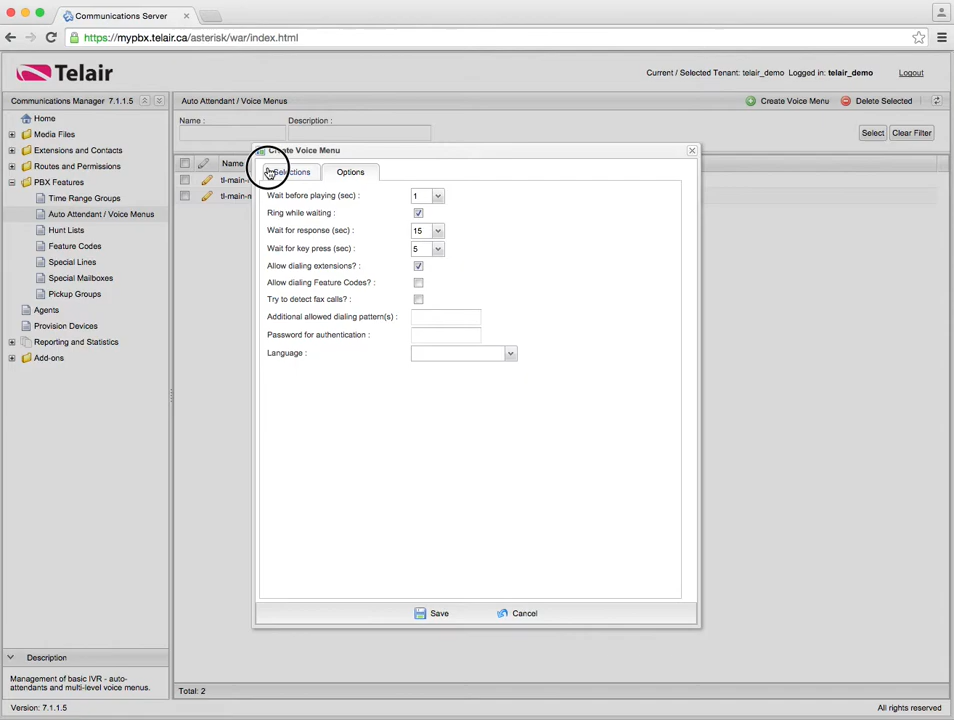 Communications Server
https://mypbx.telair.ca/asterisk/war/index.html
Telair
Current / Selected Tenant: telair_demo Logged in: telair_demo Logout
Communications Manager 7.1.1.5
Auto Attendant / Voice Menus
Create Voice Menu
Delete Selected
Home
Media Files
Extensions and Contacts
Routes and Permissions
PBX Features
Time Range Groups
Auto Attendant / Voice Menus
Hunt Lists
Feature Codes
Special Lines
Special Mailboxes
Pickup Groups
Agents
Provision Devices
Reporting and Statistics
Add-ons
Name :
Description :
Select
Clear Filter
Name
Create Voice Menu
Selections
Options
Wait before playing (sec) : 1
Ring while waiting :
Wait for response (sec) : 15
Wait for key press (sec) : 5
Allow dialing extensions? :
Allow dialing Feature Codes? :
Try to detect fax calls? :
Additional allowed dialing pattern(s) :
Password for authentication :
Language :
Save
Cancel
Description
Management of basic IVR - auto-
attendants and multi-level voice menus.
Total: 2
Version: 7.1.1.5
All rights reserved